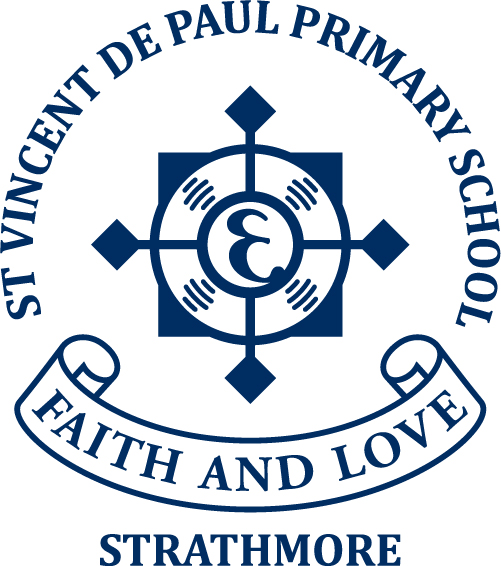 ST VINCENT DE PAUL PRIMARY SCHOOL
FAITH AND LOVE
STRATHMORE